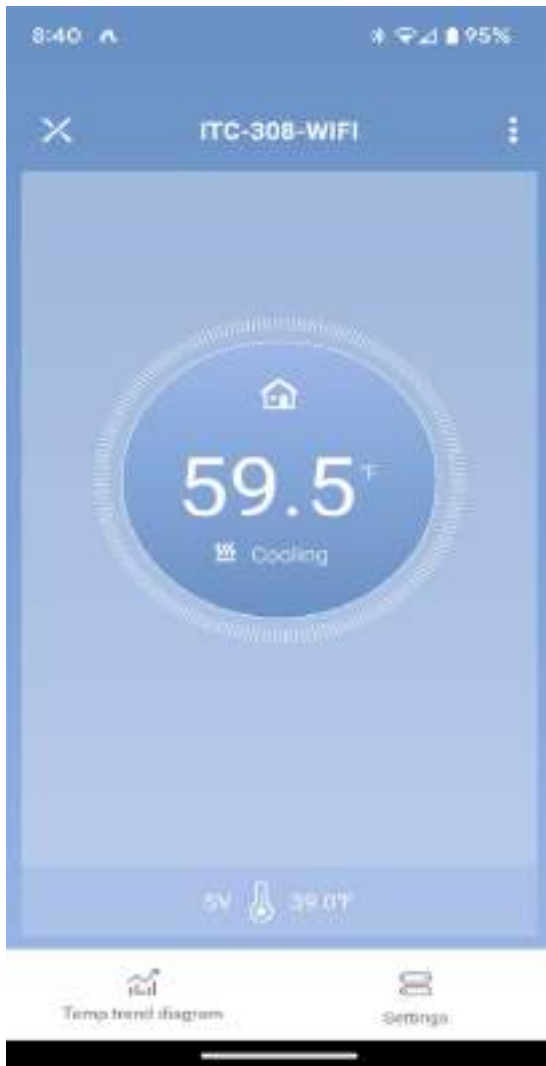 8:40 95%
ITC-308-WIFI
59.5°F
Cooling
SV 39.0°F
Temp trend diagram
Settings